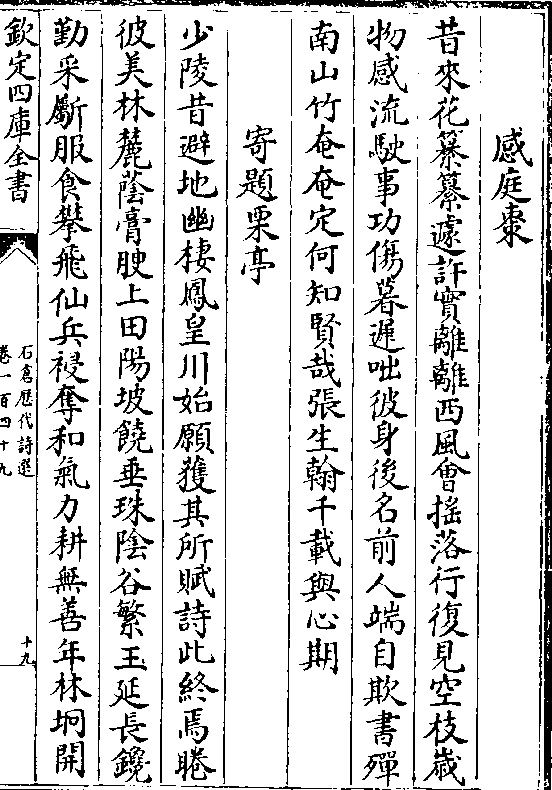 感庭棗
昔來花纂纂遽許實離離西風會摇落行復見空枝嵗
物感流駛事功傷暮遲咄彼身後名前人端自欺書殫
南山竹奄奄定何知賢哉張生翰千載與心期
寄題栗亭
少陵昔避地幽棲鳳皇川始願獲其所賦詩此終焉睠
彼美林麓蔭膏腴上田陽坡饒垂珠陰谷繁玉延長鑱
勤采斸服食攀飛仙兵祲奪和氣力耕無善年林坰開
欽定四庫全書
石倉歴代詩選
卷一百四十九
十九